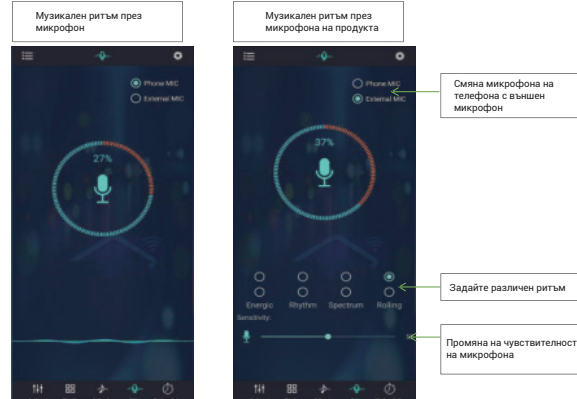 Музикален ритъм през
микрофон
Музикален ритъм през
микрофона на продукта
Phone MIC
External MIC
27%
Phone MIC
External MIC
37%
Energic Rhythm Spectrum Rolling
Sensitivity:
Смяна микрофона на
телефона с външен
микрофон
Задайте различен ритъм
Промяна на чувствителност
на микрофона